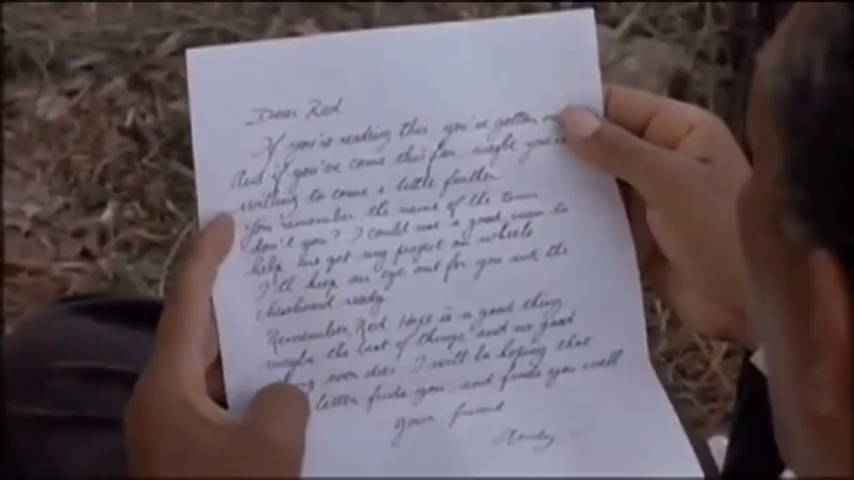 Dear Red
If you're reading this, you've gotten
And if you've come this far, maybe you're
willing to come a little further
You remember the name of the town
don't you? I could use a good man to
help me get my project on wheels
I'll keep an eye out for you and the
chessboard ready.
Remember, Red Hope is a good thing
maybe the best of things and no good
thing ever dies. I will be hoping that
letter finds you, and finds you well
your friend
Andy